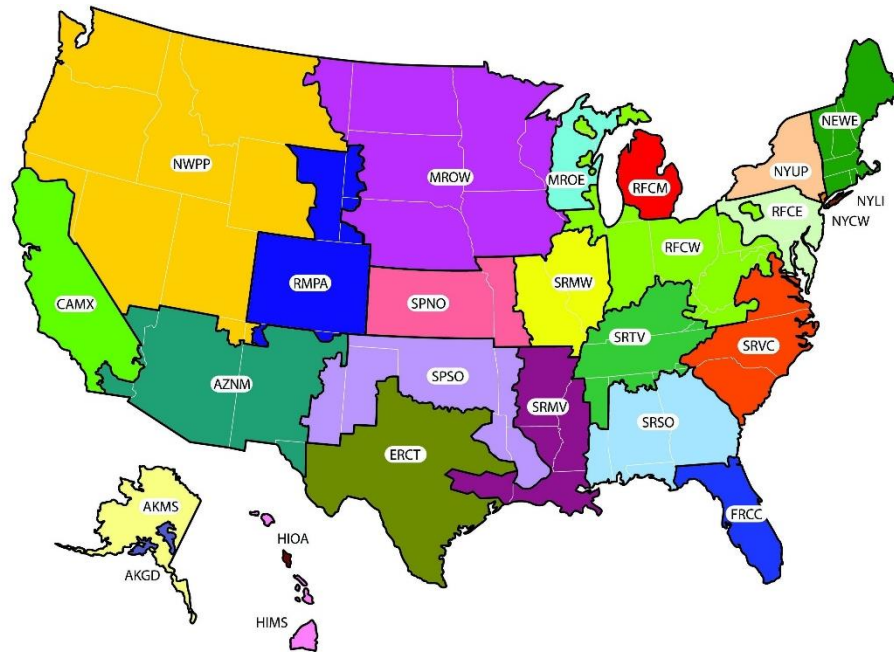 NWPP
MROW
MROE
RFCM
NEWE
NYUP
NYLI
RFCE
NYCW
RFCW
CAMX
RMPA
SPNO
SRMW
SRTV
SRVC
AZNM
SPSO
SRMV
SRSO
ERCT
AKMS
HIOA
FRCC
AKGD
HIMS